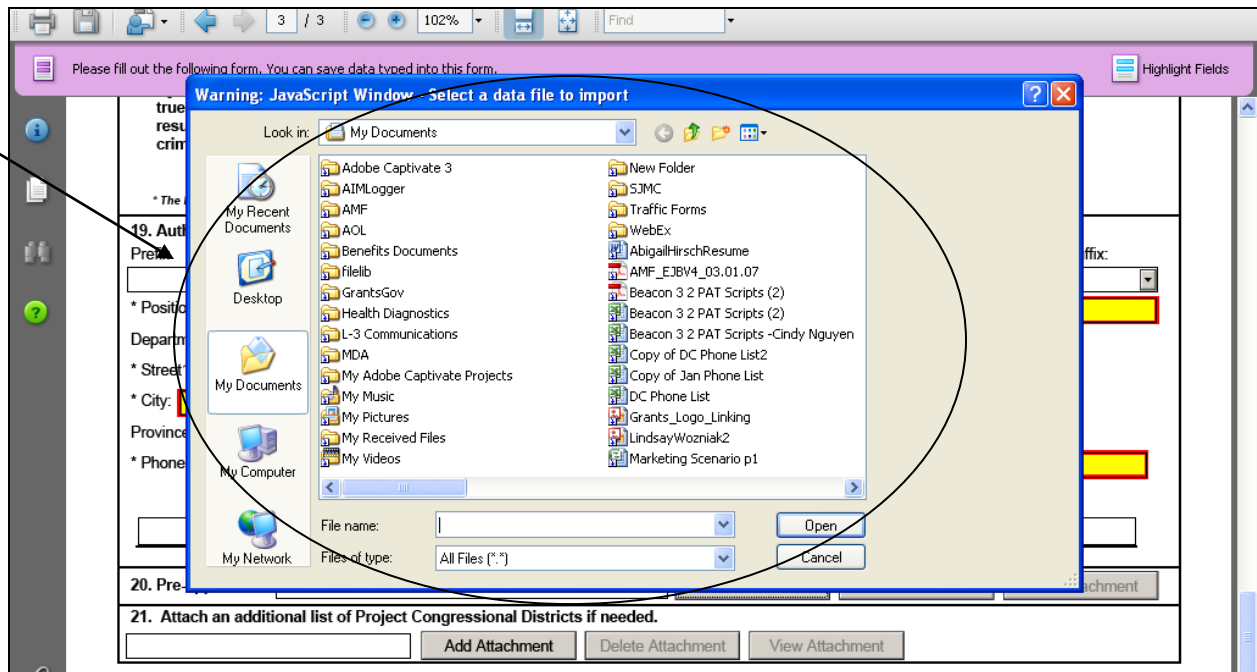 3 / 3 102% Find
Please fill out the following form. You can save data typed into this form.
Highlight Fields
true
resu
crim
* The
19. Auth
Prefi
ffix:
* Positio
Departm
* Street
* City:
Province
* Phone
Warning: JavaScript Window - Select a data file to import
Look in: My Documents
My Recent Documents
Desktop
My Documents
My Computer
My Network
Adobe Captivate 3
AIMLogger
AMF
AOL
Benefits Documents
filelib
GrantsGov
Health Diagnostics
L-3 Communications
MDA
My Adobe Captivate Projects
My Music
My Pictures
My Received Files
My Videos
New Folder
SJMC
Traffic Forms
WebEx
AbigailHirschResume
AMF_EJBV4_03.01.07
Beacon 3 2 PAT Scripts (2)
Beacon 3 2 PAT Scripts (2)
Beacon 3 2 PAT Scripts -Cindy Nguyen
Copy of DC Phone List2
Copy of Jan Phone List
DC Phone List
Grants_Logo_Linking
LindsayWozniak2
Marketing Scenario p1
File name: Open
Files of type: All Files (*.*) Cancel
20. Pre-
achment
21. Attach an additional list of Project Congressional Districts if needed.
Add Attachment Delete Attachment View Attachment